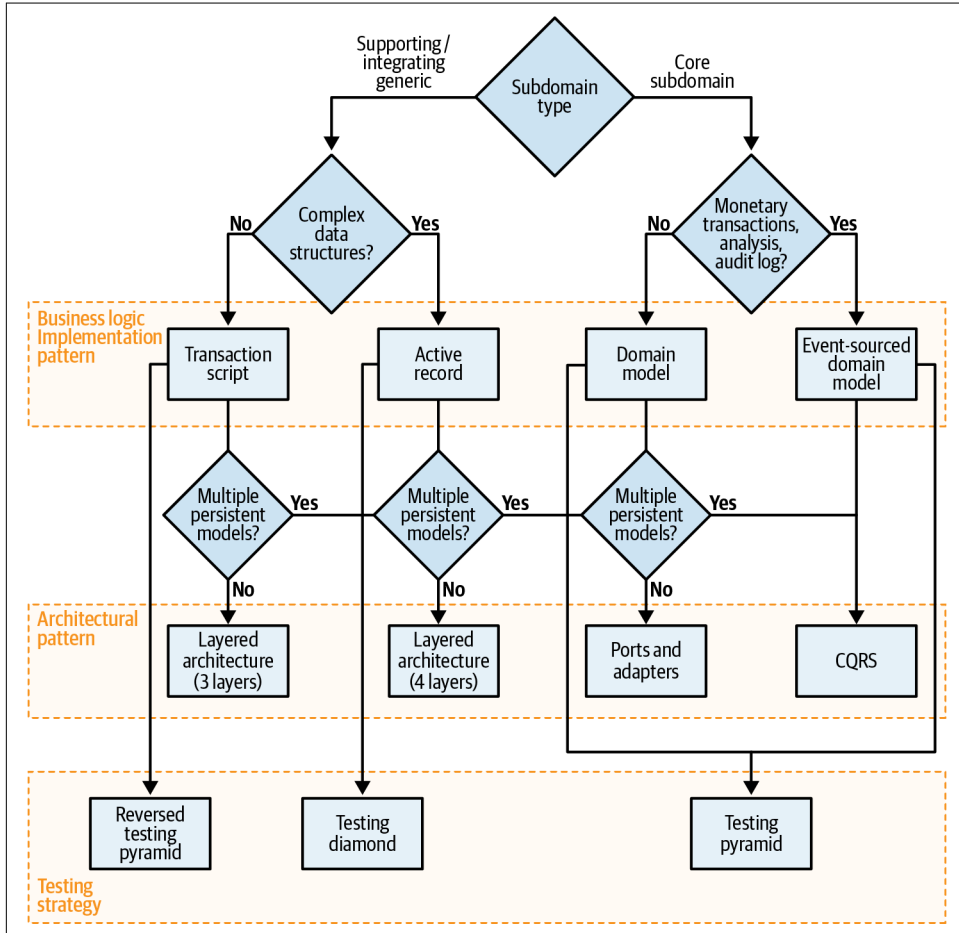 Supporting /
integrating
generic
Subdomain
type
Core
subdomain
No
Complex
data
structures?
Yes
No
Monetary
transactions,
analysis,
audit log?
Yes
Business logic
Implementation
pattern
Transaction
script
Active
record
Domain
model
Event-sourced
domain
model
Multiple
persistent
models?
Yes
Multiple
persistent
models?
Yes
Multiple
persistent
models?
Yes
No
No
No
Architectural
pattern
Layered
architecture
(3 layers)
Layered
architecture
(4 layers)
Ports and
adapters
CQRS
Reversed
testing
pyramid
Testing
diamond
Testing
pyramid
Testing
strategy